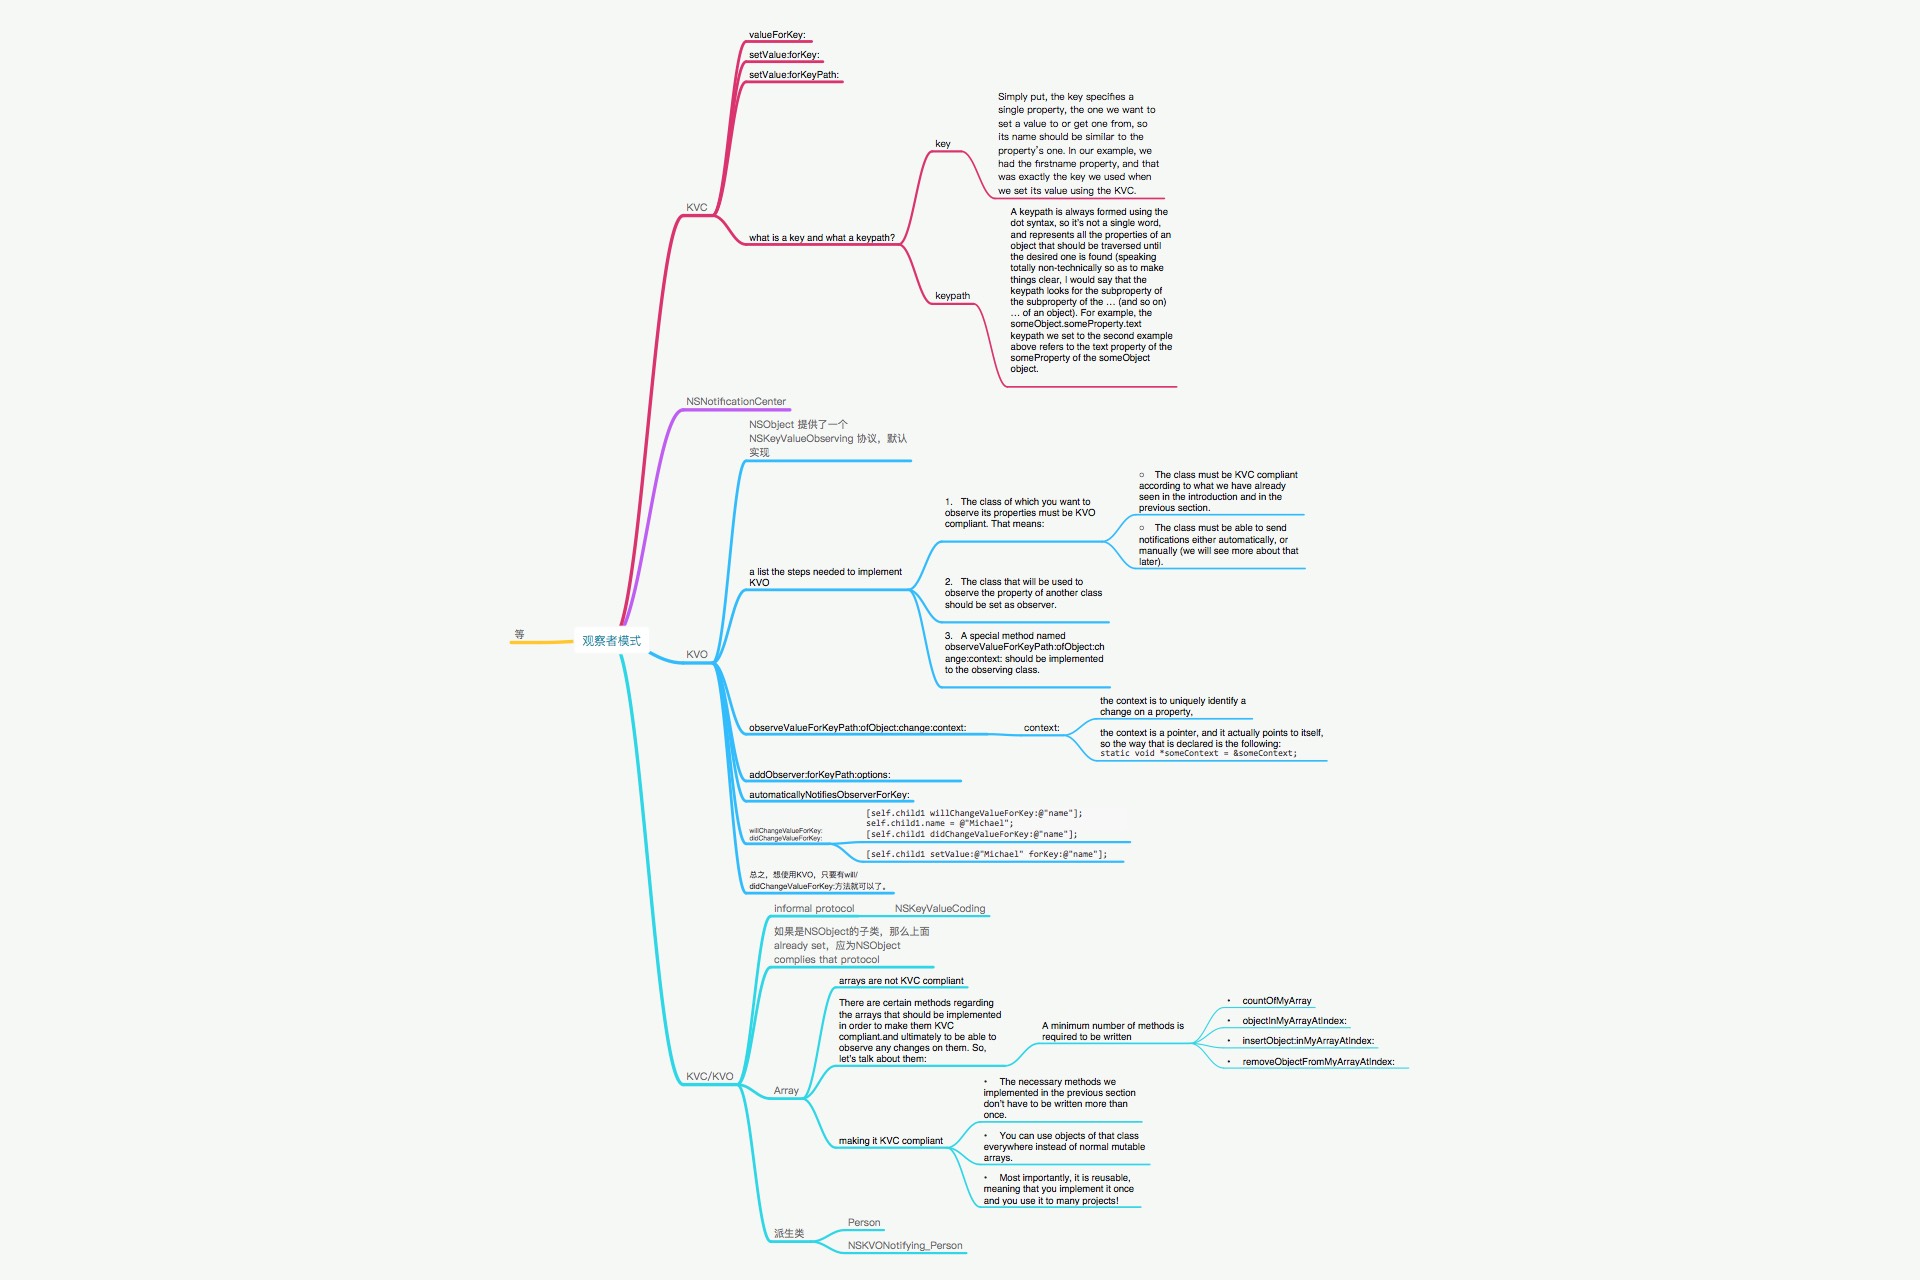 valueForKey:
setValue:forKey:
setValue:forKeyPath:
Simply put, the key specifies a
single property, the one we want to
set a value to or get one from, so
its name should be similar to the
property's one. In our example, we
had the firstname property, and that
was exactly the key we used when
we set its value using the KVC.
key
KVC
what is a key and what a keypath?
A keypath is always formed using the
dot syntax, so it's not a single word,
and represents all the properties of an
object that should be traversed until
the desired one is found (speaking
totally non-technically so as to make
things clear, I would say that the
keypath looks for the subproperty of
the subproperty of the … (and so on)
… of an object). For example, the
someObject.someProperty.text
keypath we set to the second example
above refers to the text property of the
someProperty of the someObject
object.
keypath
NSNotificationCenter
NSObject 提供了一个
NSKeyValueObserving 协议，默认
实现
a list the steps needed to implement
KVO
1. The class of which you want to
observe its properties must be KVO
compliant. That means:
○ The class must be KVC compliant
according to what we have already
seen in the introduction and in the
previous section.
○ The class must be able to send
notifications either automatically, or
manually (we will see more about that
later).
2. The class that will be used to
observe the property of another class
should be set as observer.
3. A special method named
observeValueForKeyPath:ofObject:ch
ange:context: should be implemented
to the observing class.
等
观察者模式
KVO
observeValueForKeyPath:ofObject:change:context:
context:
the context is to uniquely identify a
change on a property,
the context is a pointer, and it actually points to itself,
so the way that is declared is the following:
static void *someContext = &someContext;
addObserver:forKeyPath:options:
automaticallyNotifiesObserverForKey:
willChangeValueForKey:
didChangeValueForKey:
[self.child1 willChangeValueForKey:@"name"];
self.child1.name = @"Michael";
[self.child1 didChangeValueForKey:@"name"];
[self.child1 setValue:@"Michael" forKey:@"name"];
总之，想使用KVO，只要有will/
didChangeValueForKey:方法就可以了。
informal protocol
NSKeyValueCoding
如果是NSObject的子类，那么上面
already set，应为NSObject
complies that protocol
KVC/KVO
Array
arrays are not KVC compliant
There are certain methods regarding
the arrays that should be implemented
in order to make them KVC
compliant.and ultimately to be able to
observe any changes on them. So,
let's talk about them:
A minimum number of methods is
required to be written
• countOfMyArray
• objectInMyArrayAtIndex:
• insertObject:inMyArrayAtIndex:
• removeObjectFromMyArrayAtIndex:
making it KVC compliant
• The necessary methods we
implemented in the previous section
don't have to be written more than
once.
• You can use objects of that class
everywhere instead of normal mutable
arrays.
• Most importantly, it is reusable,
meaning that you implement it once
and you use it to many projects!
派生类
Person
NSKVONotifying_Person